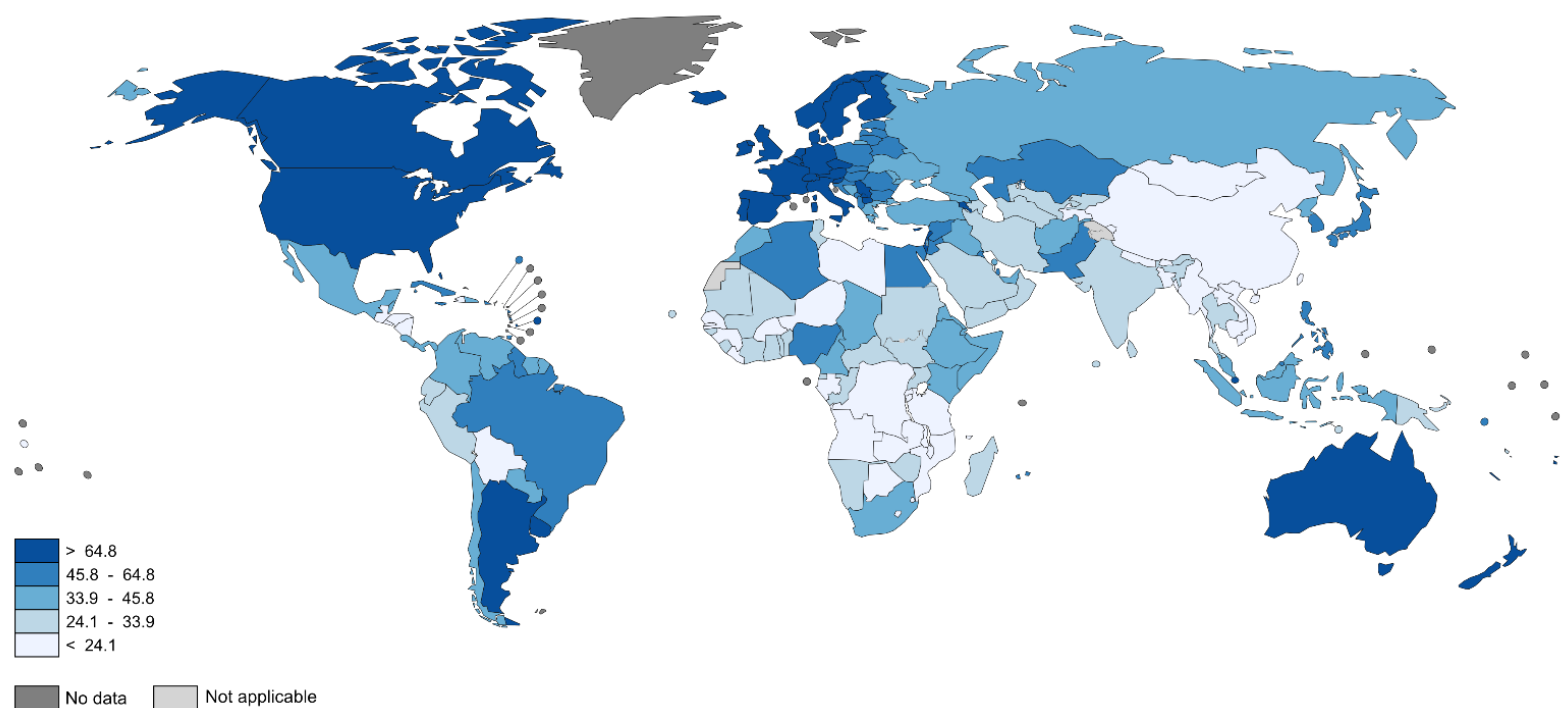 > 64.8
45.8 - 64.8
33.9 - 45.8
24.1 - 33.9
< 24.1
No data
Not applicable